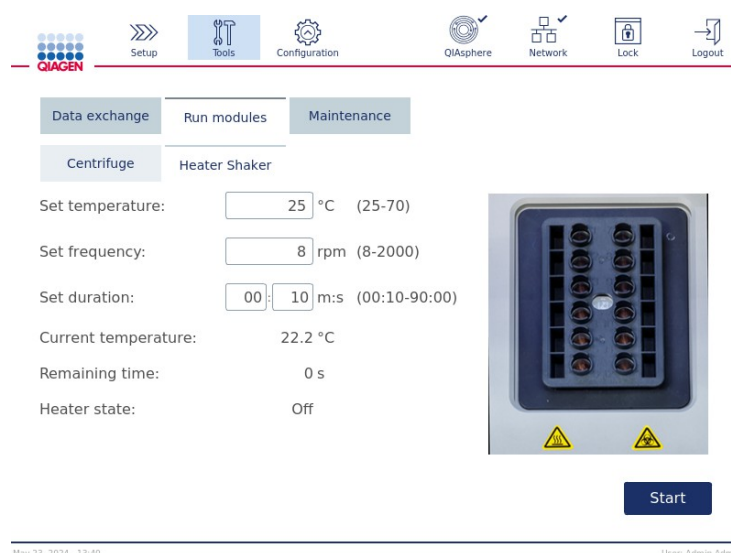 QIAGEN
Setup
Tools
Configuration
QIAsphere
Network
Lock
Logout
Data exchange
Run modules
Maintenance
Centrifuge
Heater Shaker
Set temperature: 25 °C (25-70)
Set frequency: 8 rpm (8-2000)
Set duration: 00 : 10 m:s (00:10-90:00)
Current temperature: 22.2 °C
Remaining time: 0 s
Heater state: Off
Start